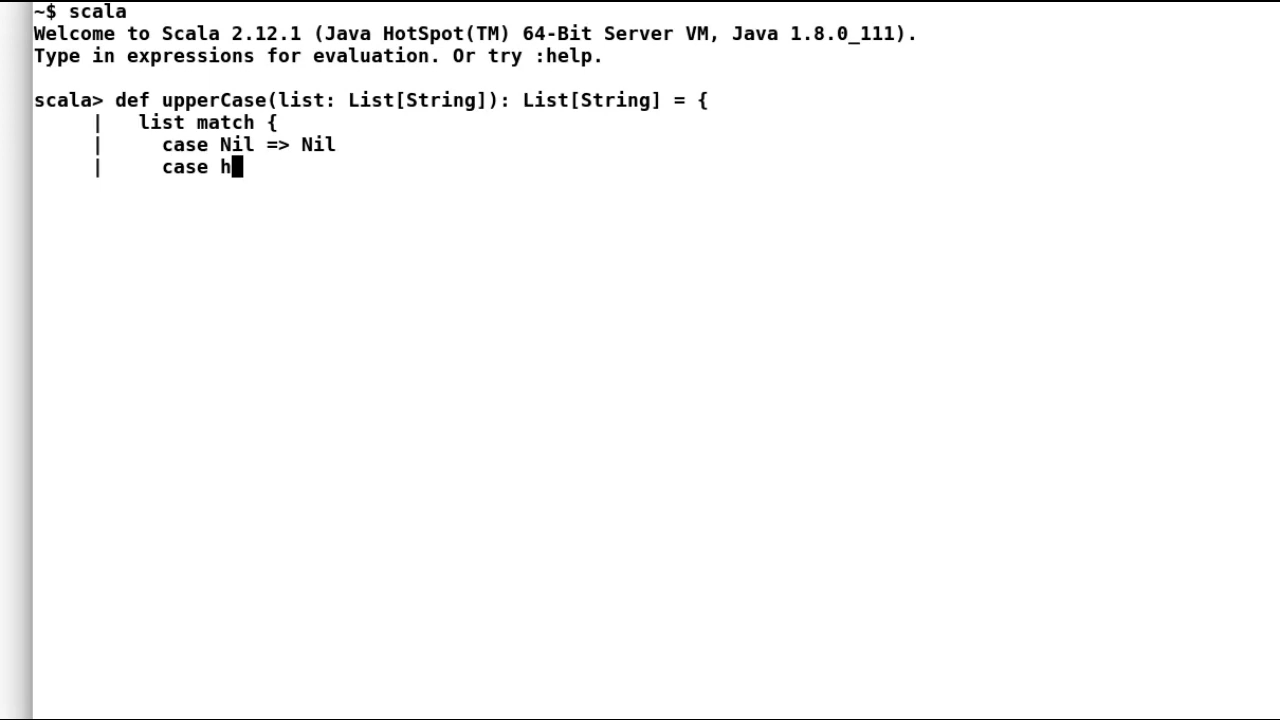 ~$ scala
Welcome to Scala 2.12.1 (Java HotSpot(TM) 64-Bit Server VM, Java 1.8.0_111).
Type in expressions for evaluation. Or try :help.
scala> def upperCase(list: List[String]): List[String] = {
     |   list match {
     |     case Nil => Nil
     |     case h